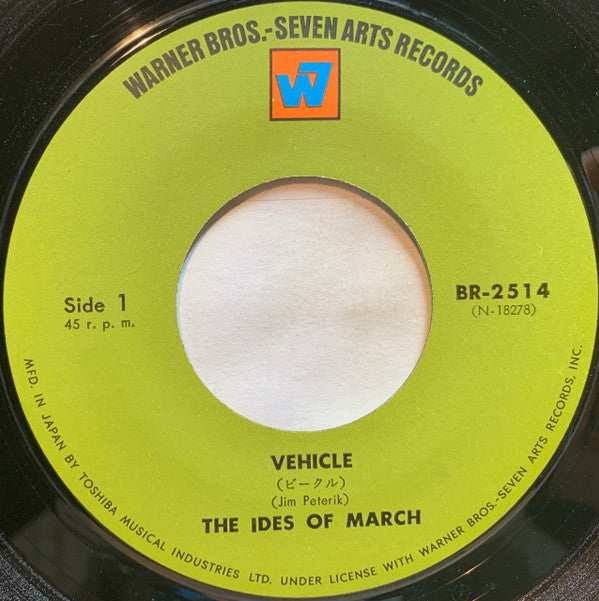 WARNER BROS.-SEVEN ARTS RECORDS
W7
Side 1
45 r. p. m.
BR-2514
(N-18278)
VEHICLE
(ビークル)
(Jim Peterik)
THE IDES OF MARCH
MFD. IN JAPAN BY TOSHIBA MUSICAL INDUSTRIES LTD. UNDER LICENSE WITH WARNER BROS.-SEVEN ARTS RECORDS, INC.